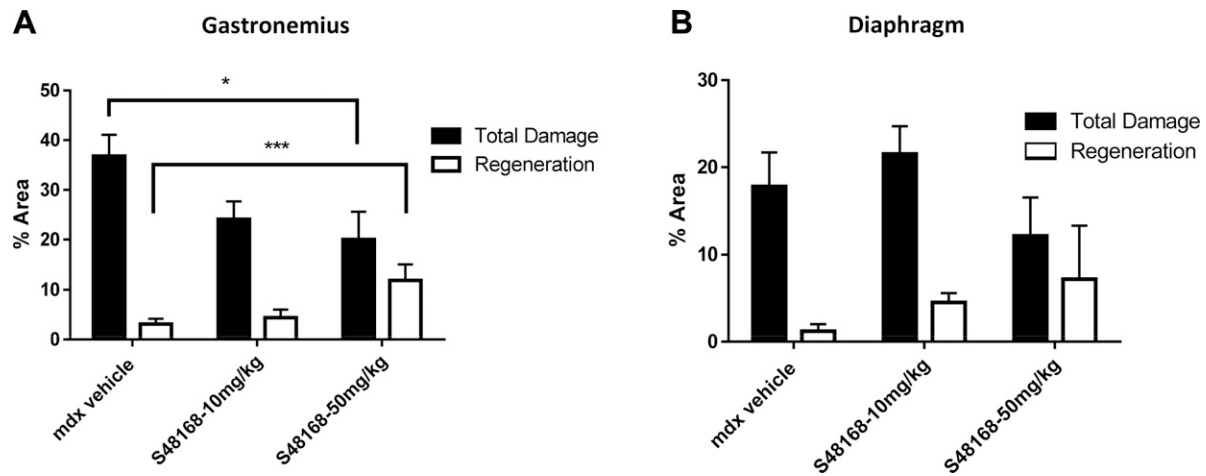 A
Gastronemius
50
40
30
20
10
0
% Area
*
***
Total Damage
Regeneration
mdx vehicle
S48168-10mg/kg
S48168-50mg/kg
B
Diaphragm
30
20
10
0
% Area
Total Damage
Regeneration
mdx vehicle
S48168-10mg/kg
S48168-50mg/kg